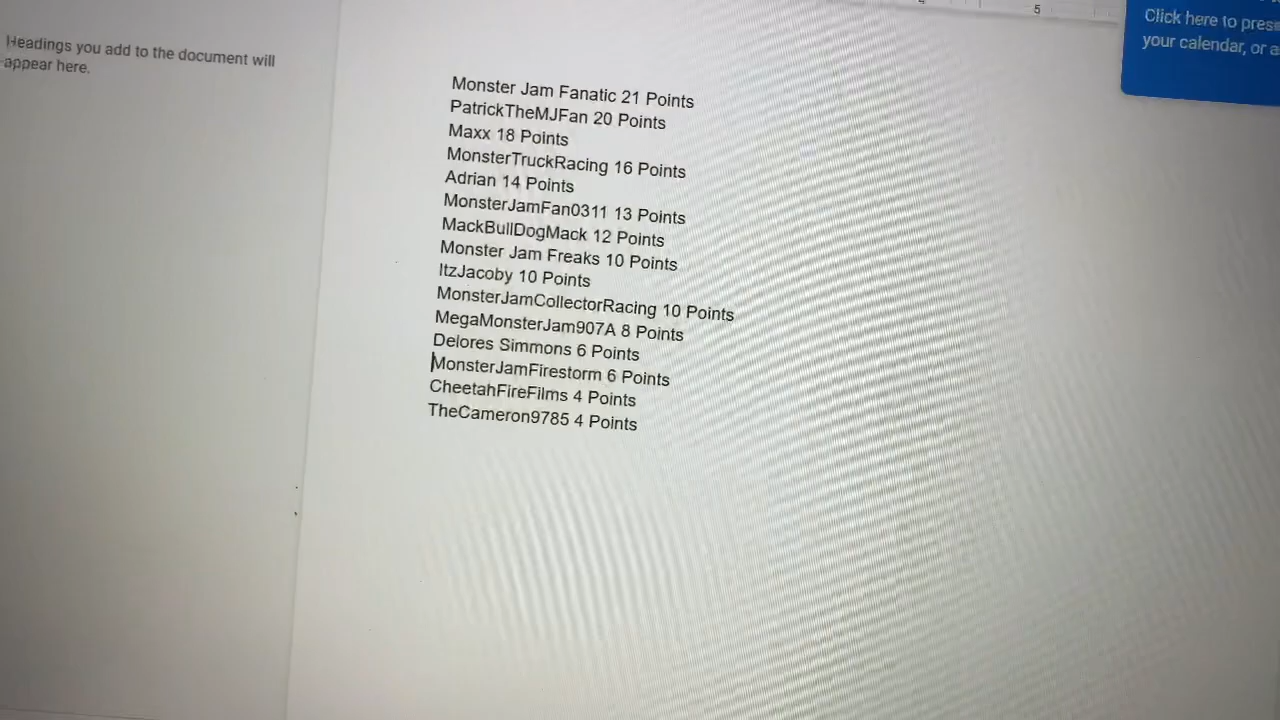 Headings you add to the document will
appear here.
5
Click here to
your calendar, or
Monster Jam Fanatic 21 Points
PatrickTheMJFan 20 Points
Maxx 18 Points
MonsterTruckRacing 16 Points
Adrian 14 Points
MonsterJamFan0311 13 Points
MackBullDogMack 12 Points
Monster Jam Freaks 10 Points
ItzJacoby 10 Points
MonsterJamCollectorRacing 10 Points
MegaMonsterJam907A 8 Points
Delores Simmons 6 Points
MonsterJamFirestorm 6 Points
CheetahFireFilms 4 Points
TheCameron9785 4 Points